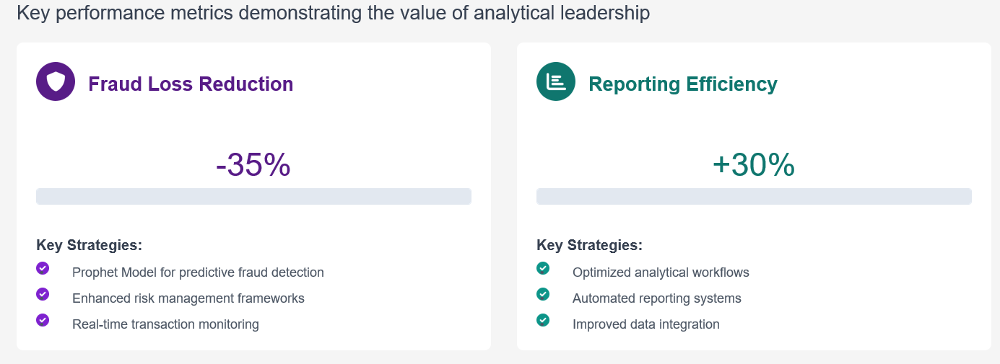 Key performance metrics demonstrating the value of analytical leadership
Fraud Loss Reduction
-35%
Key Strategies:
Prophet Model for predictive fraud detection
Enhanced risk management frameworks
Real-time transaction monitoring
Reporting Efficiency
+30%
Key Strategies:
Optimized analytical workflows
Automated reporting systems
Improved data integration